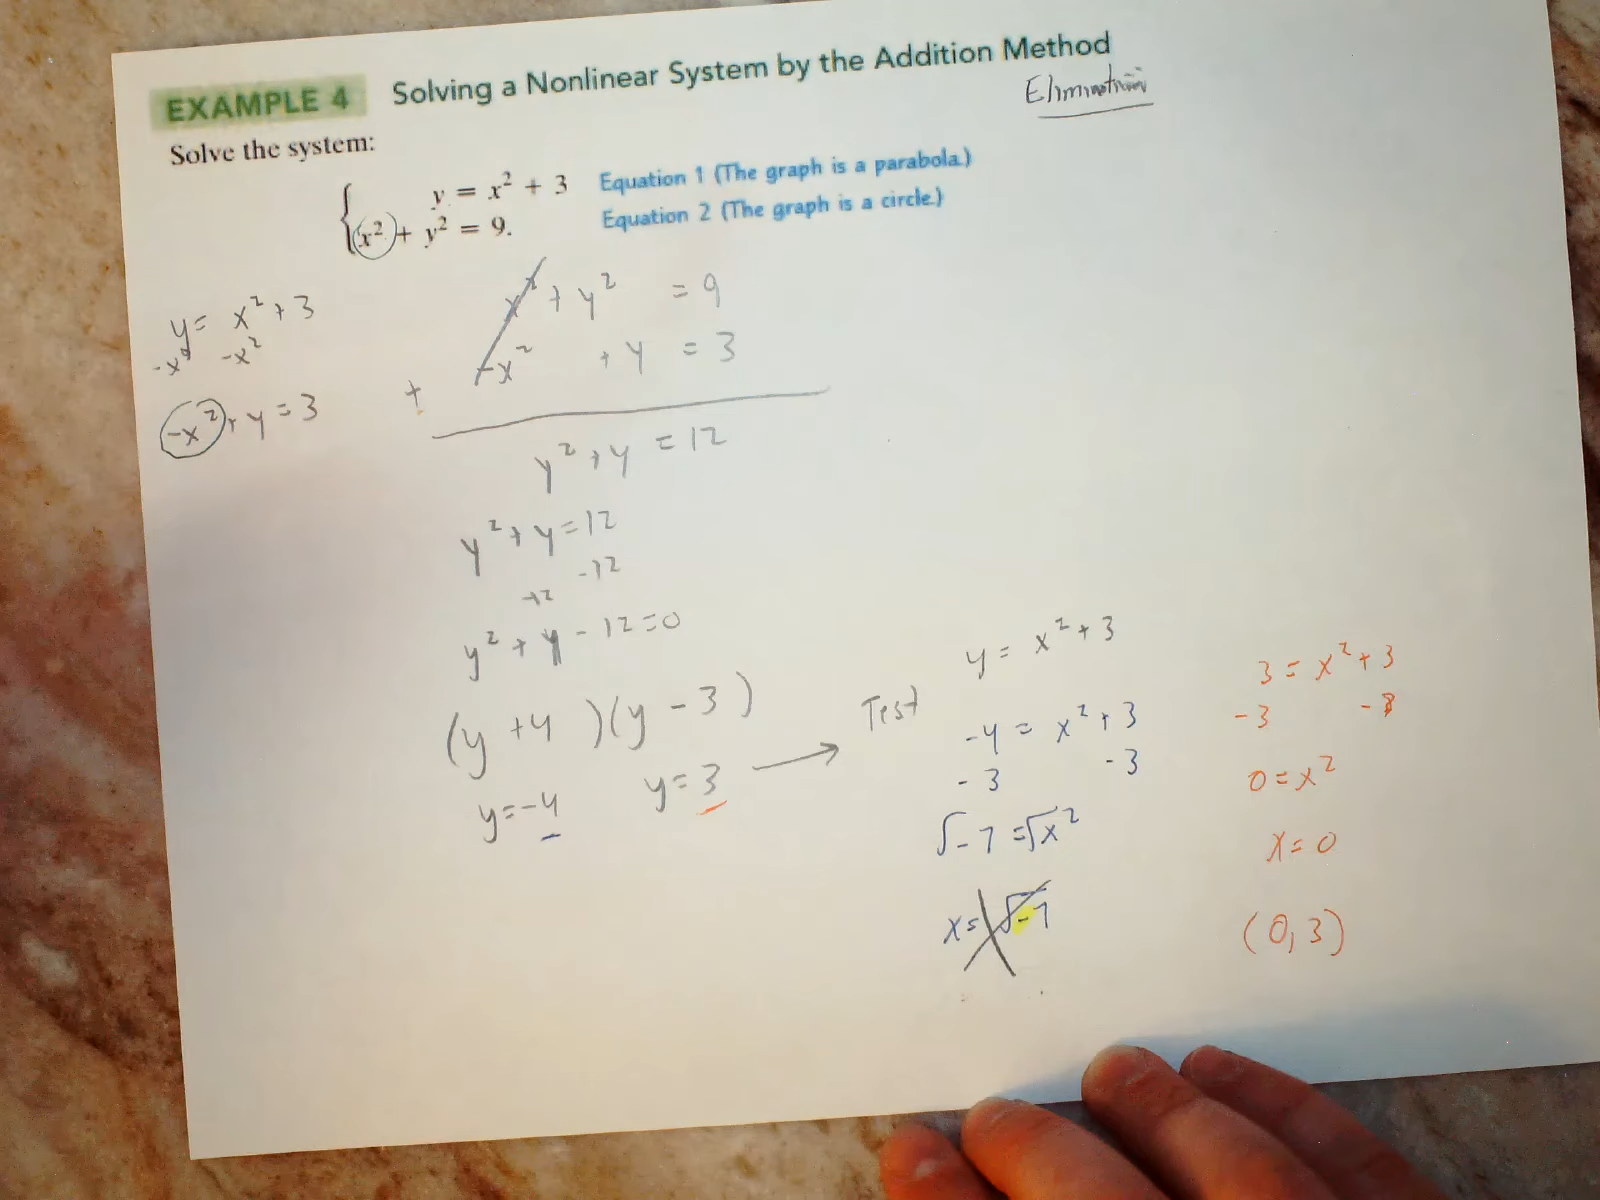 EXAMPLE 4 Solving a Nonlinear System by the Addition Method
Elimination
Solve the system:
y = x² + 3 Equation 1 (The graph is a parabola.)
x² + y² = 9. Equation 2 (The graph is a circle.)
y = x² + 3
-x² -x²
-x² + y = 3
x² + y² = 9
+ -x² + y = 3
y² + y = 12
y² + y = 12
-12 -12
y² + y - 12 = 0
(y + 4)(y - 3)
y = -4 y = 3 →
Test
y = x² + 3
-4 = x² + 3
-3 -3
√-7 = √x²
x = √-7
3 = x² + 3
-3 -3
0 = x²
x = 0
(0, 3)